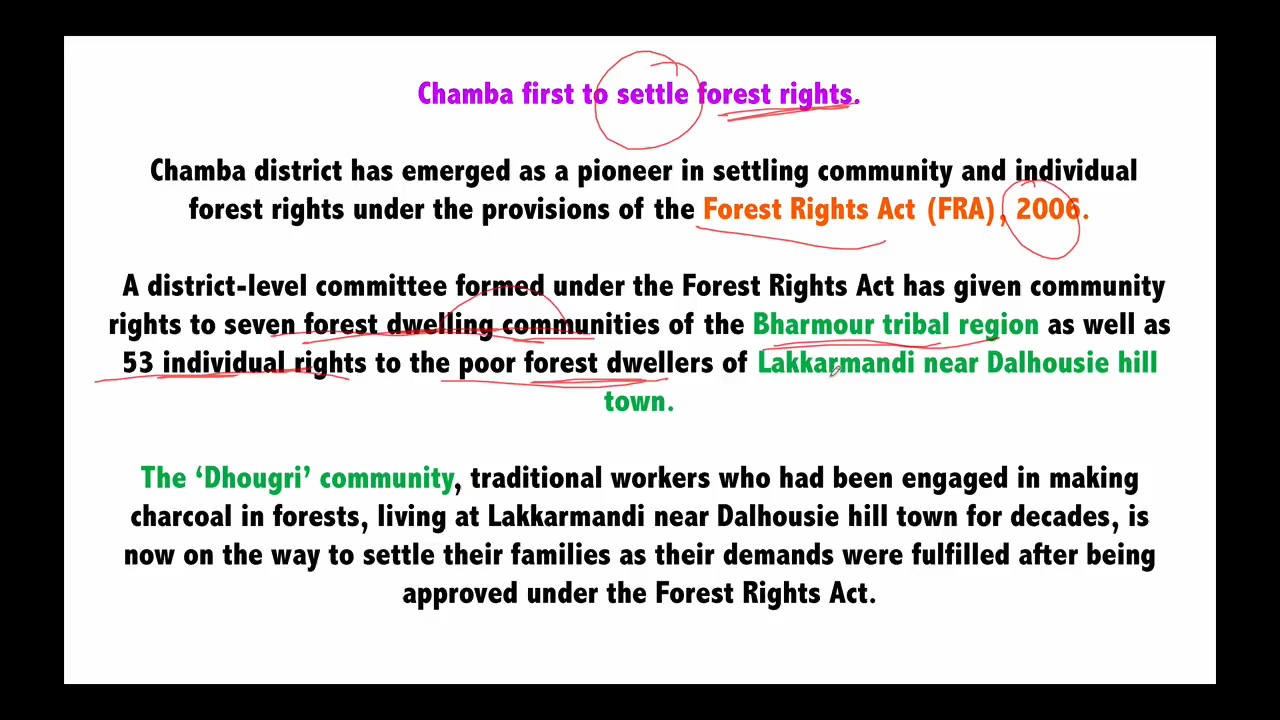 Chamba first to settle forest rights.
Chamba district has emerged as a pioneer in settling community and individual
forest rights under the provisions of the Forest Rights Act (FRA), 2006.
A district-level committee formed under the Forest Rights Act has given community
rights to seven forest dwelling communities of the Bharmour tribal region as well as
53 individual rights to the poor forest dwellers of Lakkarmandi near Dalhousie hill
town.
The ‘Dhougri’ community, traditional workers who had been engaged in making
charcoal in forests, living at Lakkarmandi near Dalhousie hill town for decades, is
now on the way to settle their families as their demands were fulfilled after being
approved under the Forest Rights Act.